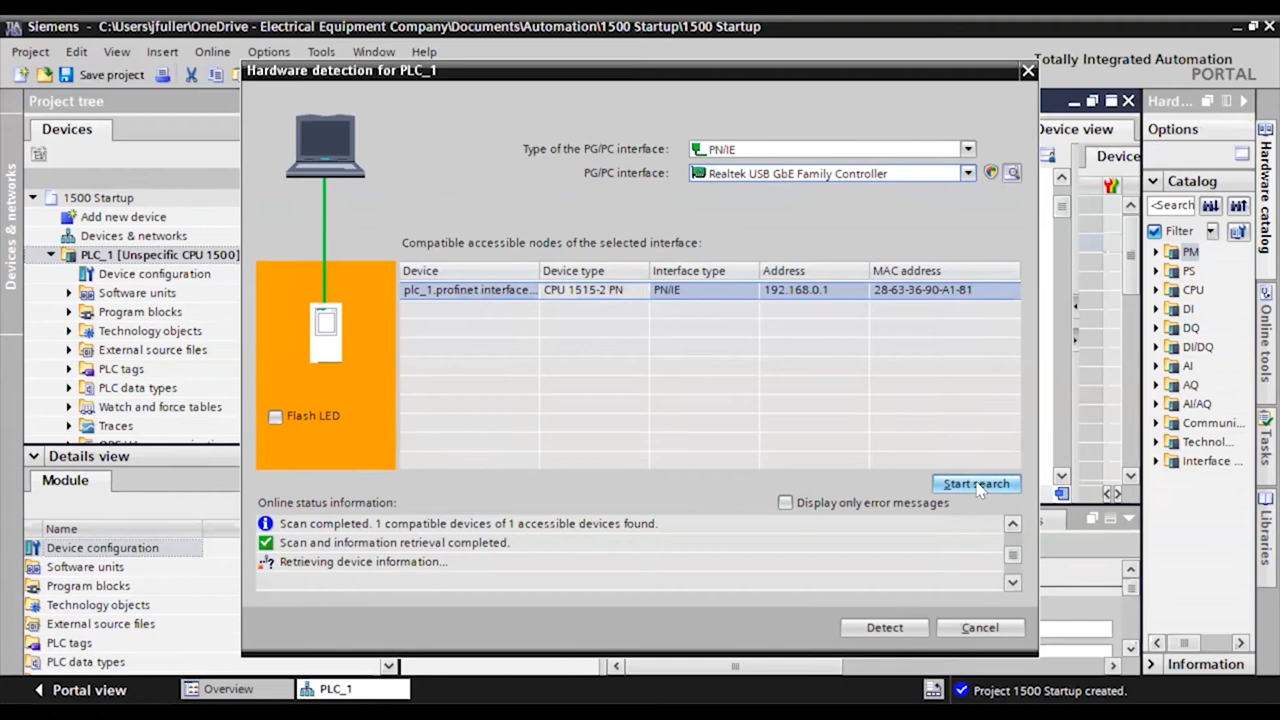 Siemens - C:\Users\jfuller\OneDrive - Electrical Equipment Company\Documents\Automation\1500 Startup\1500 Startup
Project Edit View Insert Online Options Tools Window Help
Totally Integrated Automation
PORTAL
Save project
Hardware detection for PLC_1
Project tree
Devices
Devices & networks
1500 Startup
Add new device
Devices & networks
PLC_1 [Unspecific CPU 1500]
Device configuration
Software units
Program blocks
Technology objects
External source files
PLC tags
PLC data types
Watch and force tables
Traces
Details view
Module
Name
Device configuration
Software units
Program blocks
Technology objects
External source files
PLC tags
PLC data types
Type of the PG/PC interface: PN/IE
PG/PC interface: Realtek USB GbE Family Controller
Compatible accessible nodes of the selected interface:
Device Device type Interface type Address MAC address
plc_1.profinet interface... CPU 1515-2 PN PN/IE 192.168.0.1 28-63-36-90-A1-81
Flash LED
Start search
Online status information:
Display only error messages
Scan completed. 1 compatible devices of 1 accessible devices found.
Scan and information retrieval completed.
Retrieving device information...
Detect Cancel
Device view
Devic
Hard...
Options
Catalog
<Search
Filter
PM
PS
CPU
DI
DQ
DI/DQ
AI
AQ
AI/AQ
Communi...
Technol...
Interface ...
Information
Hardware catalog
Online tools
Tasks
Libraries
Portal view
Overview
PLC_1
Project 1500 Startup created.